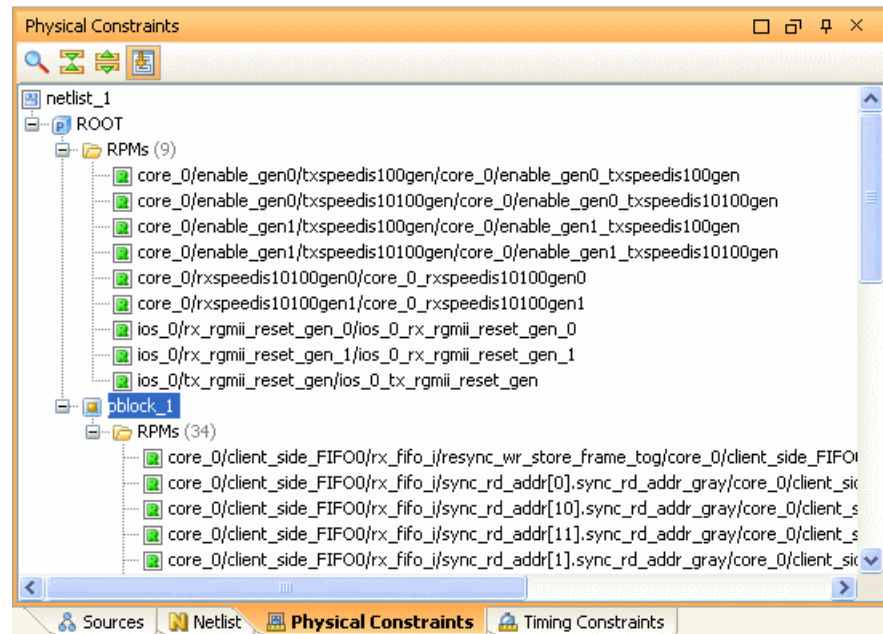 Physical Constraints
netlist_1
ROOT
RPMs (9)
core_0/enable_gen0/txspeedis100gen/core_0/enable_gen0_txspeedis100gen
core_0/enable_gen0/txspeedis10100gen/core_0/enable_gen0_txspeedis10100gen
core_0/enable_gen1/txspeedis100gen/core_0/enable_gen1_txspeedis100gen
core_0/enable_gen1/txspeedis10100gen/core_0/enable_gen1_txspeedis10100gen
core_0/rxspeedis10100gen0/core_0_rxspeedis10100gen0
core_0/rxspeedis10100gen1/core_0_rxspeedis10100gen1
ios_0/rx_rgmii_reset_gen_0/ios_0_rx_rgmii_reset_gen_0
ios_0/rx_rgmii_reset_gen_1/ios_0_rx_rgmii_reset_gen_1
ios_0/tx_rgmii_reset_gen/ios_0_tx_rgmii_reset_gen
pblock_1
RPMs (34)
core_0/client_side_FIFO0/rx_fifo_i/resync_wr_store_frame_tog/core_0/client_side_FIFO
core_0/client_side_FIFO0/rx_fifo_i/sync_rd_addr[0].sync_rd_addr_gray/core_0/client_si
core_0/client_side_FIFO0/rx_fifo_i/sync_rd_addr[10].sync_rd_addr_gray/core_0/client_s
core_0/client_side_FIFO0/rx_fifo_i/sync_rd_addr[11].sync_rd_addr_gray/core_0/client_s
core_0/client_side_FIFO0/rx_fifo_i/sync_rd_addr[1].sync_rd_addr_gray/core_0/client_si
Sources Netlist Physical Constraints Timing Constraints